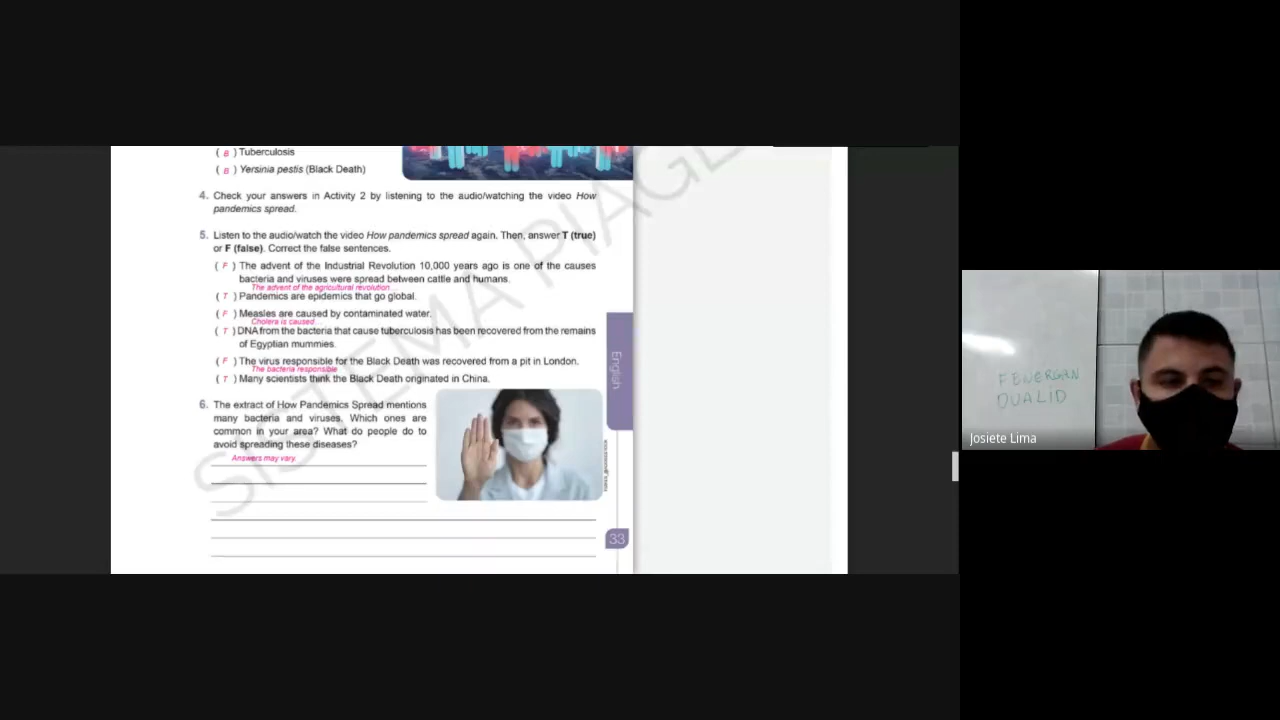 ( B ) Tuberculosis
( B ) Yersinia pestis (Black Death)
4. Check your answers in Activity 2 by listening to the audio/watching the video How
pandemics spread.
5. Listen to the audio/watch the video How pandemics spread again. Then, answer T (true)
or F (false). Correct the false sentences.
( F ) The advent of the Industrial Revolution 10,000 years ago is one of the causes
bacteria and viruses were spread between cattle and humans.
The advent of the agricultural revolution...
( T ) Pandemics are epidemics that go global.
( F ) Measles are caused by contaminated water.
Cholera is caused...
( T ) DNA from the bacteria that cause tuberculosis has been recovered from the remains
of Egyptian mummies.
( F ) The virus responsible for the Black Death was recovered from a pit in London.
The bacteria responsible
( T ) Many scientists think the Black Death originated in China.
6. The extract of How Pandemics Spread mentions
many bacteria and viruses. Which ones are
common in your area? What do people do to
avoid spreading these diseases?
Answers may vary.
English
33
SISTEMA PIAGE
FENERGAN
DUALID
Josiete Lima